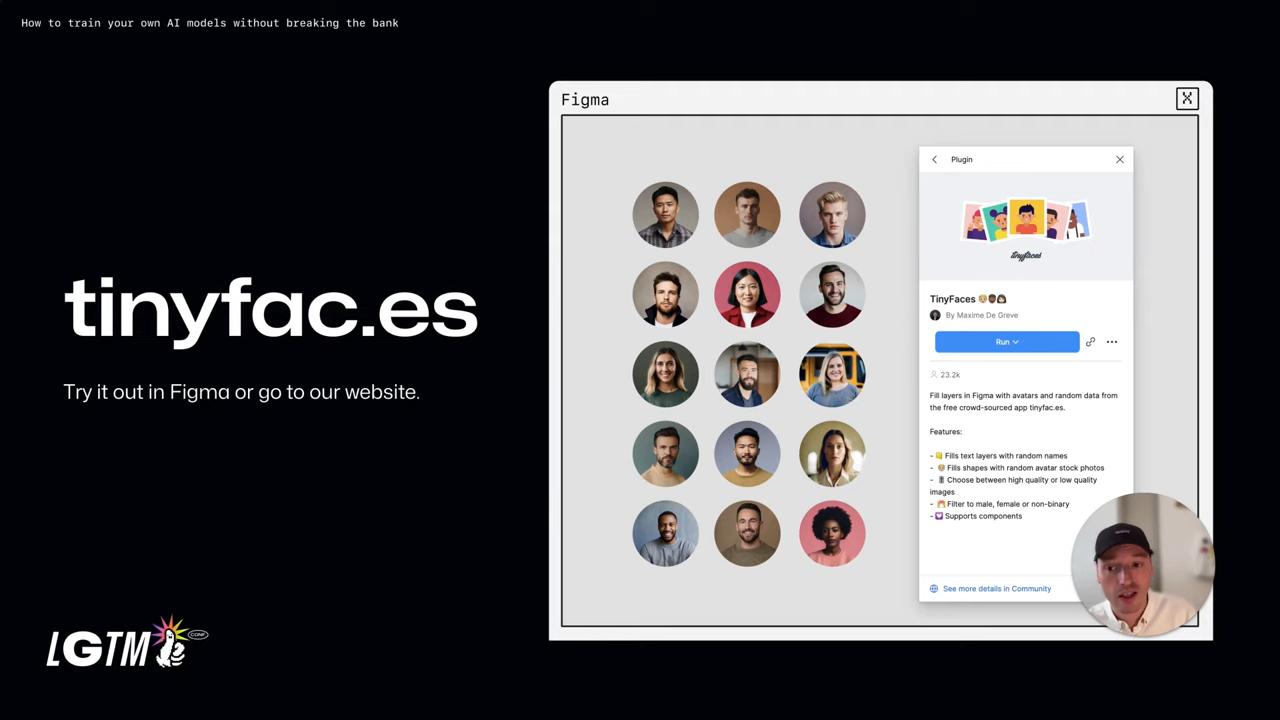 How to train your own AI models without breaking the bank
Figma
X
Plugin
tinyfaces
TinyFaces
By Maxime De Greve
Run
23.2k
Fill layers in Figma with avatars and random data from
the free crowd-sourced app tinyfac.es.
Features:
- Fills text layers with random names
- Fills shapes with random avatar stock photos
- Choose between high quality or low quality
images
- Filter to male, female or non-binary
- Supports components
See more details in Community
tinyfac.es
Try it out in Figma or go to our website.
LGTM
CONF